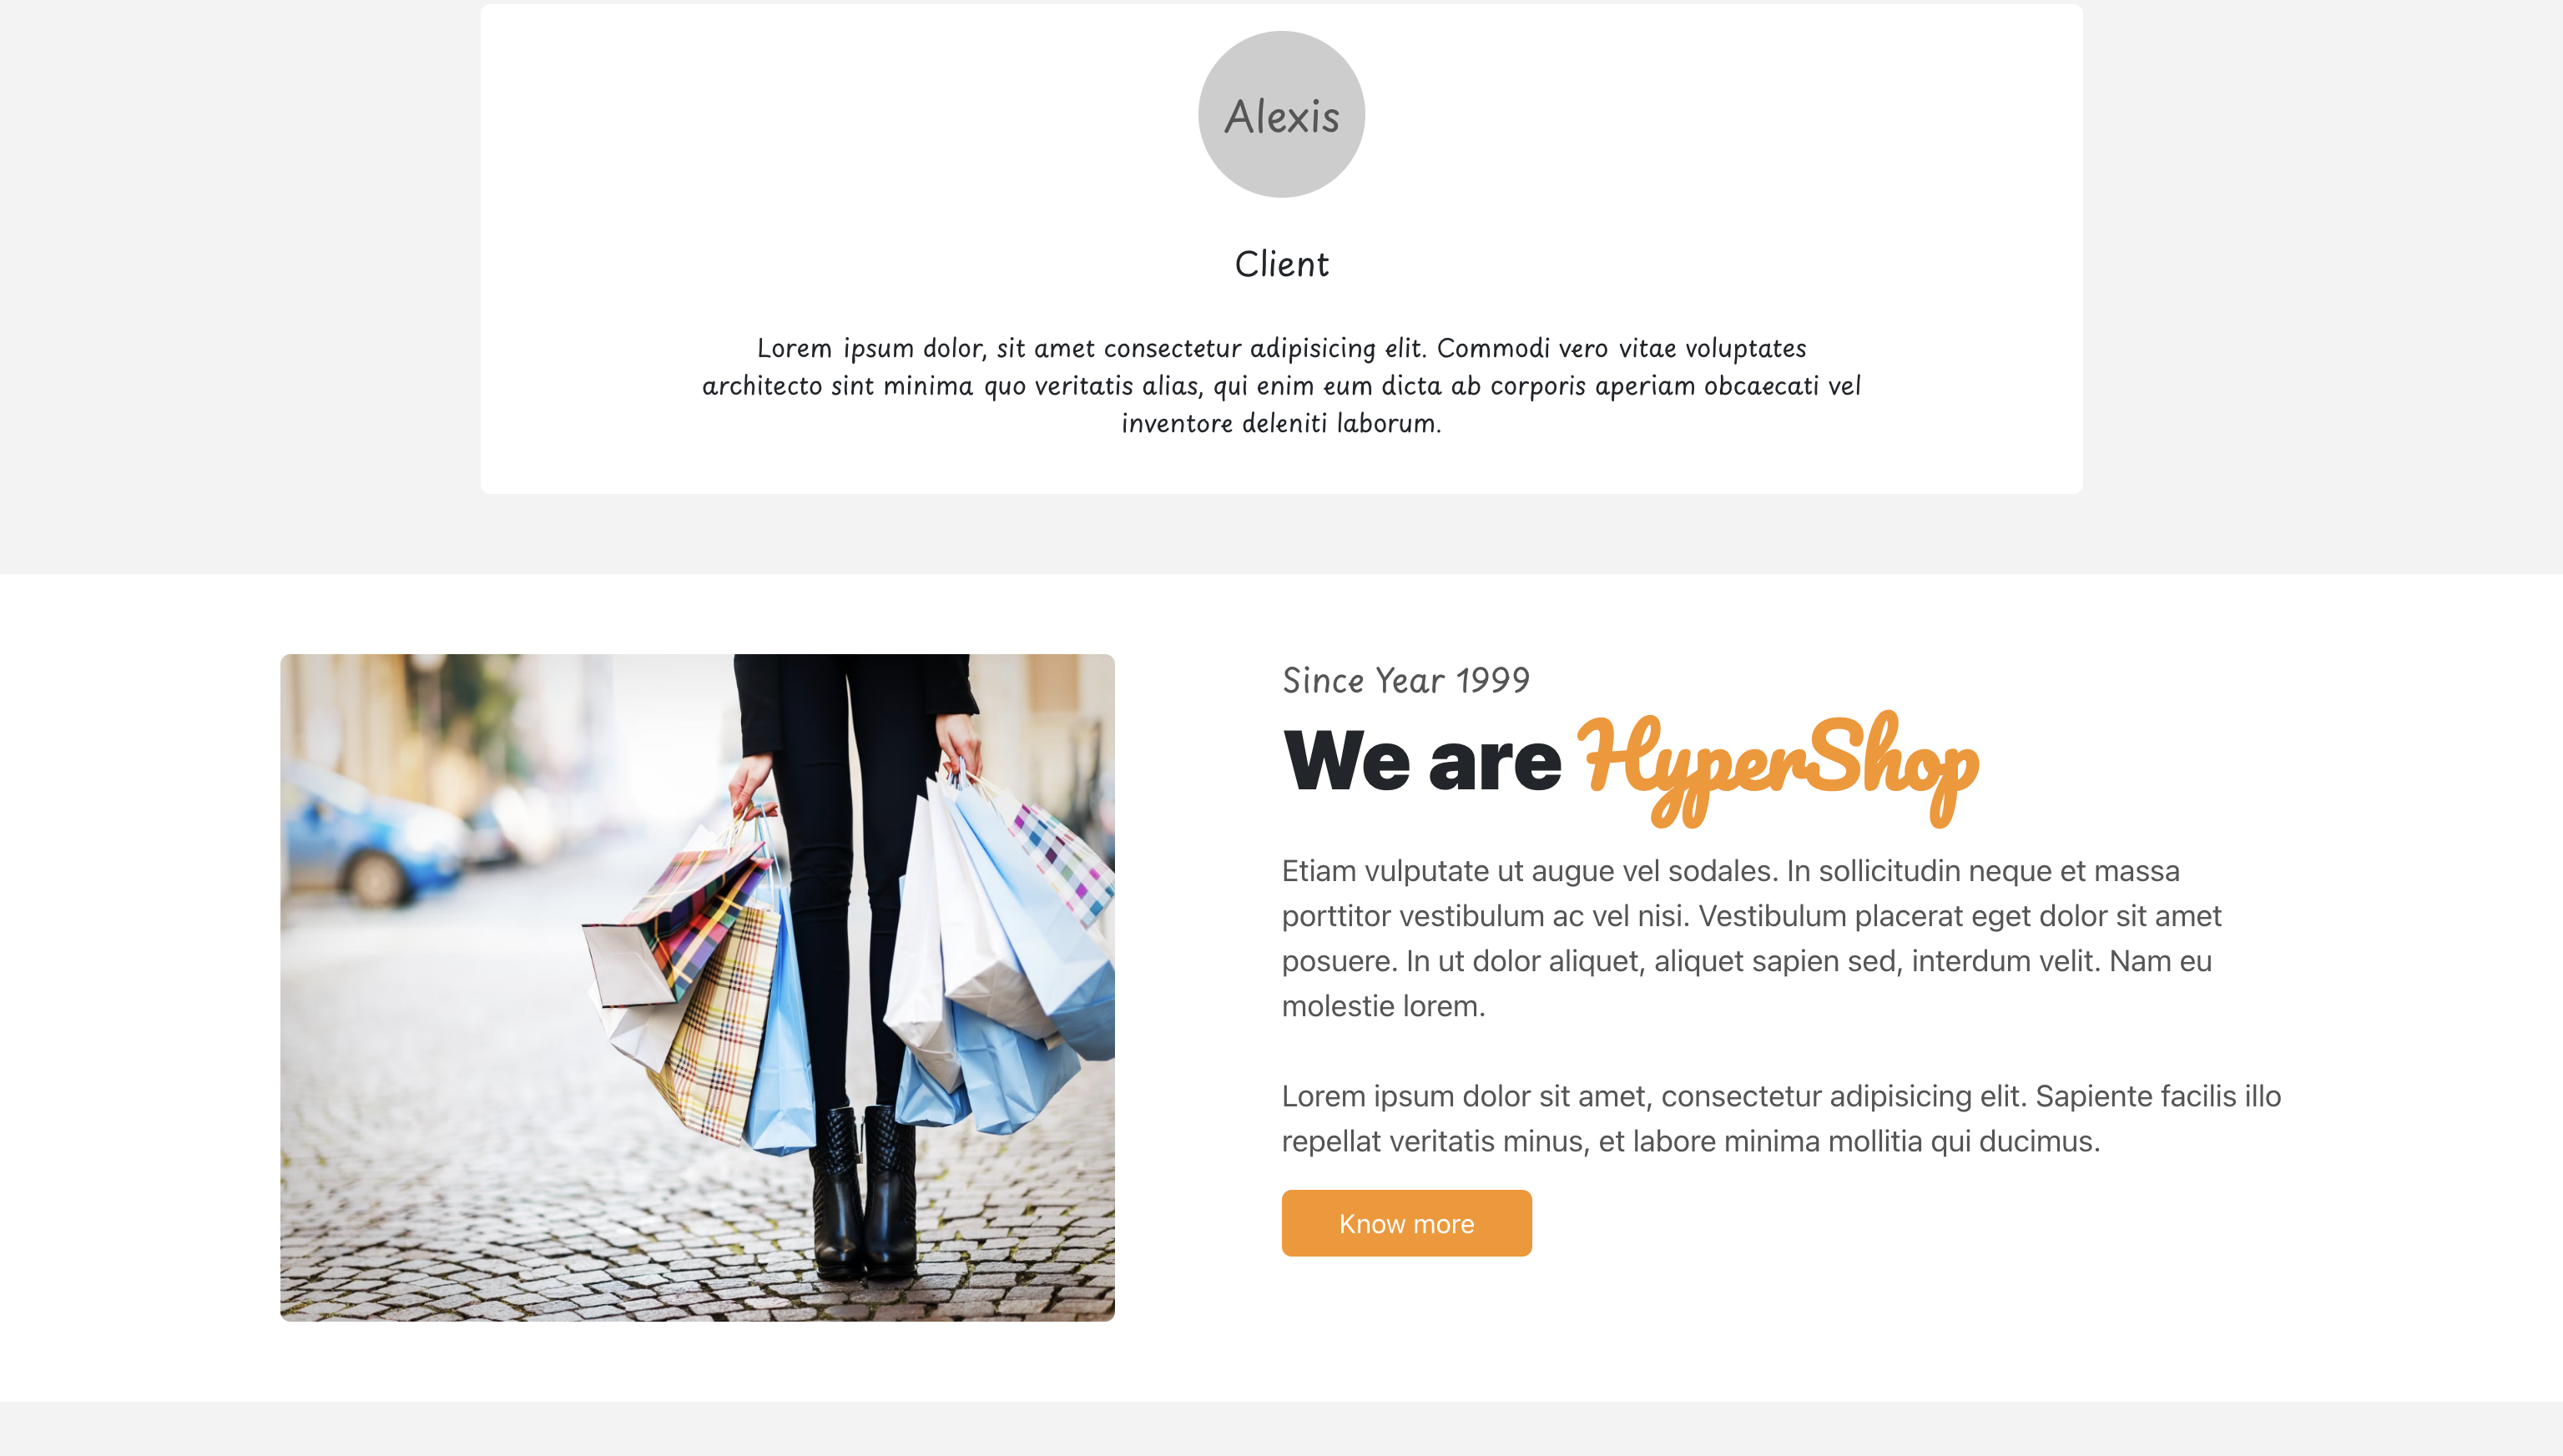 Alexis
Client
Lorem ipsum dolor, sit amet consectetur adipisicing elit. Commodi vero vitae voluptates
architecto sint minima quo veritatis alias, qui enim eum dicta ab corporis aperiam obcaecati vel
inventore deleniti laborum.
Since Year 1999
We are HyperShop
Etiam vulputate ut augue vel sodales. In sollicitudin neque et massa
porttitor vestibulum ac vel nisi. Vestibulum placerat eget dolor sit amet
posuere. In ut dolor aliquet, aliquet sapien sed, interdum velit. Nam eu
molestie lorem.
Lorem ipsum dolor sit amet, consectetur adipisicing elit. Sapiente facilis illo
repellat veritatis minus, et labore minima mollitia qui ducimus.
Know more